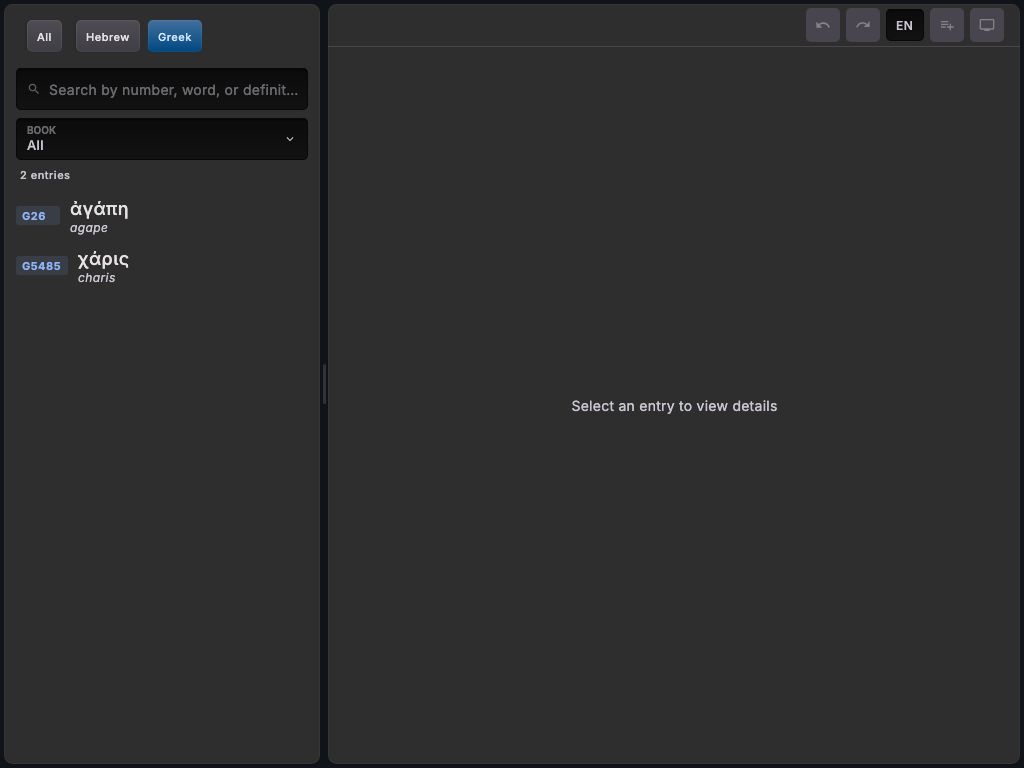 All Hebrew Greek
Search by number, word, or definit...
BOOK
All
2 entries
G26 ἀγάπη
agape
G5485 χάρις
charis
EN
Select an entry to view details